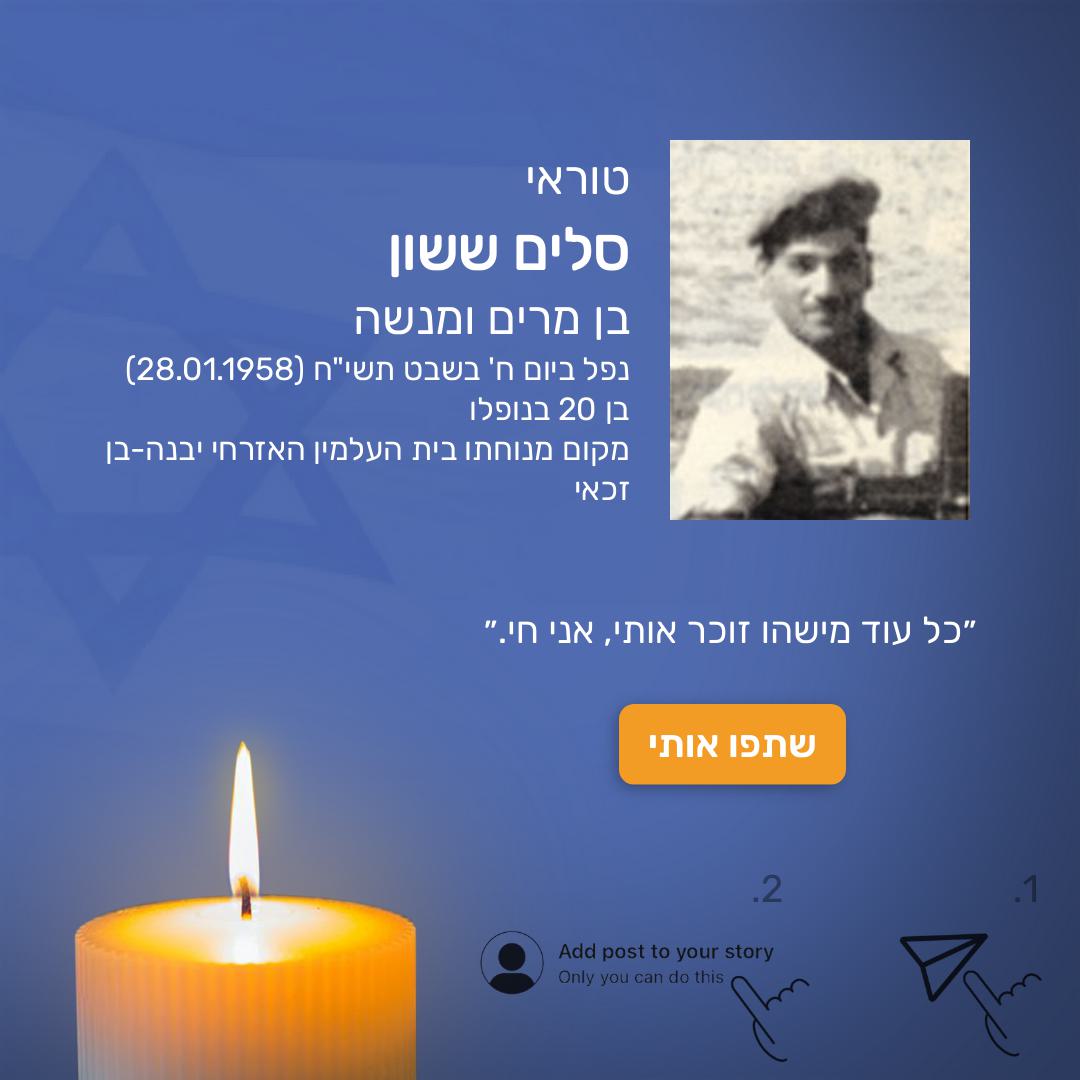 טוראי
סלים ששון
בן מרים ומנשה
נפל ביום ח' בשבט תשי"ח (28.01.1958)
בן 20 בנופלו
מקום מנוחתו בית העלמין האזרחי יבנה-בן
זכאי
״כל עוד מישהו זוכר אותי, אני חי.״
שתפו אותי
1.
2.
Add post to your story
Only you can do this